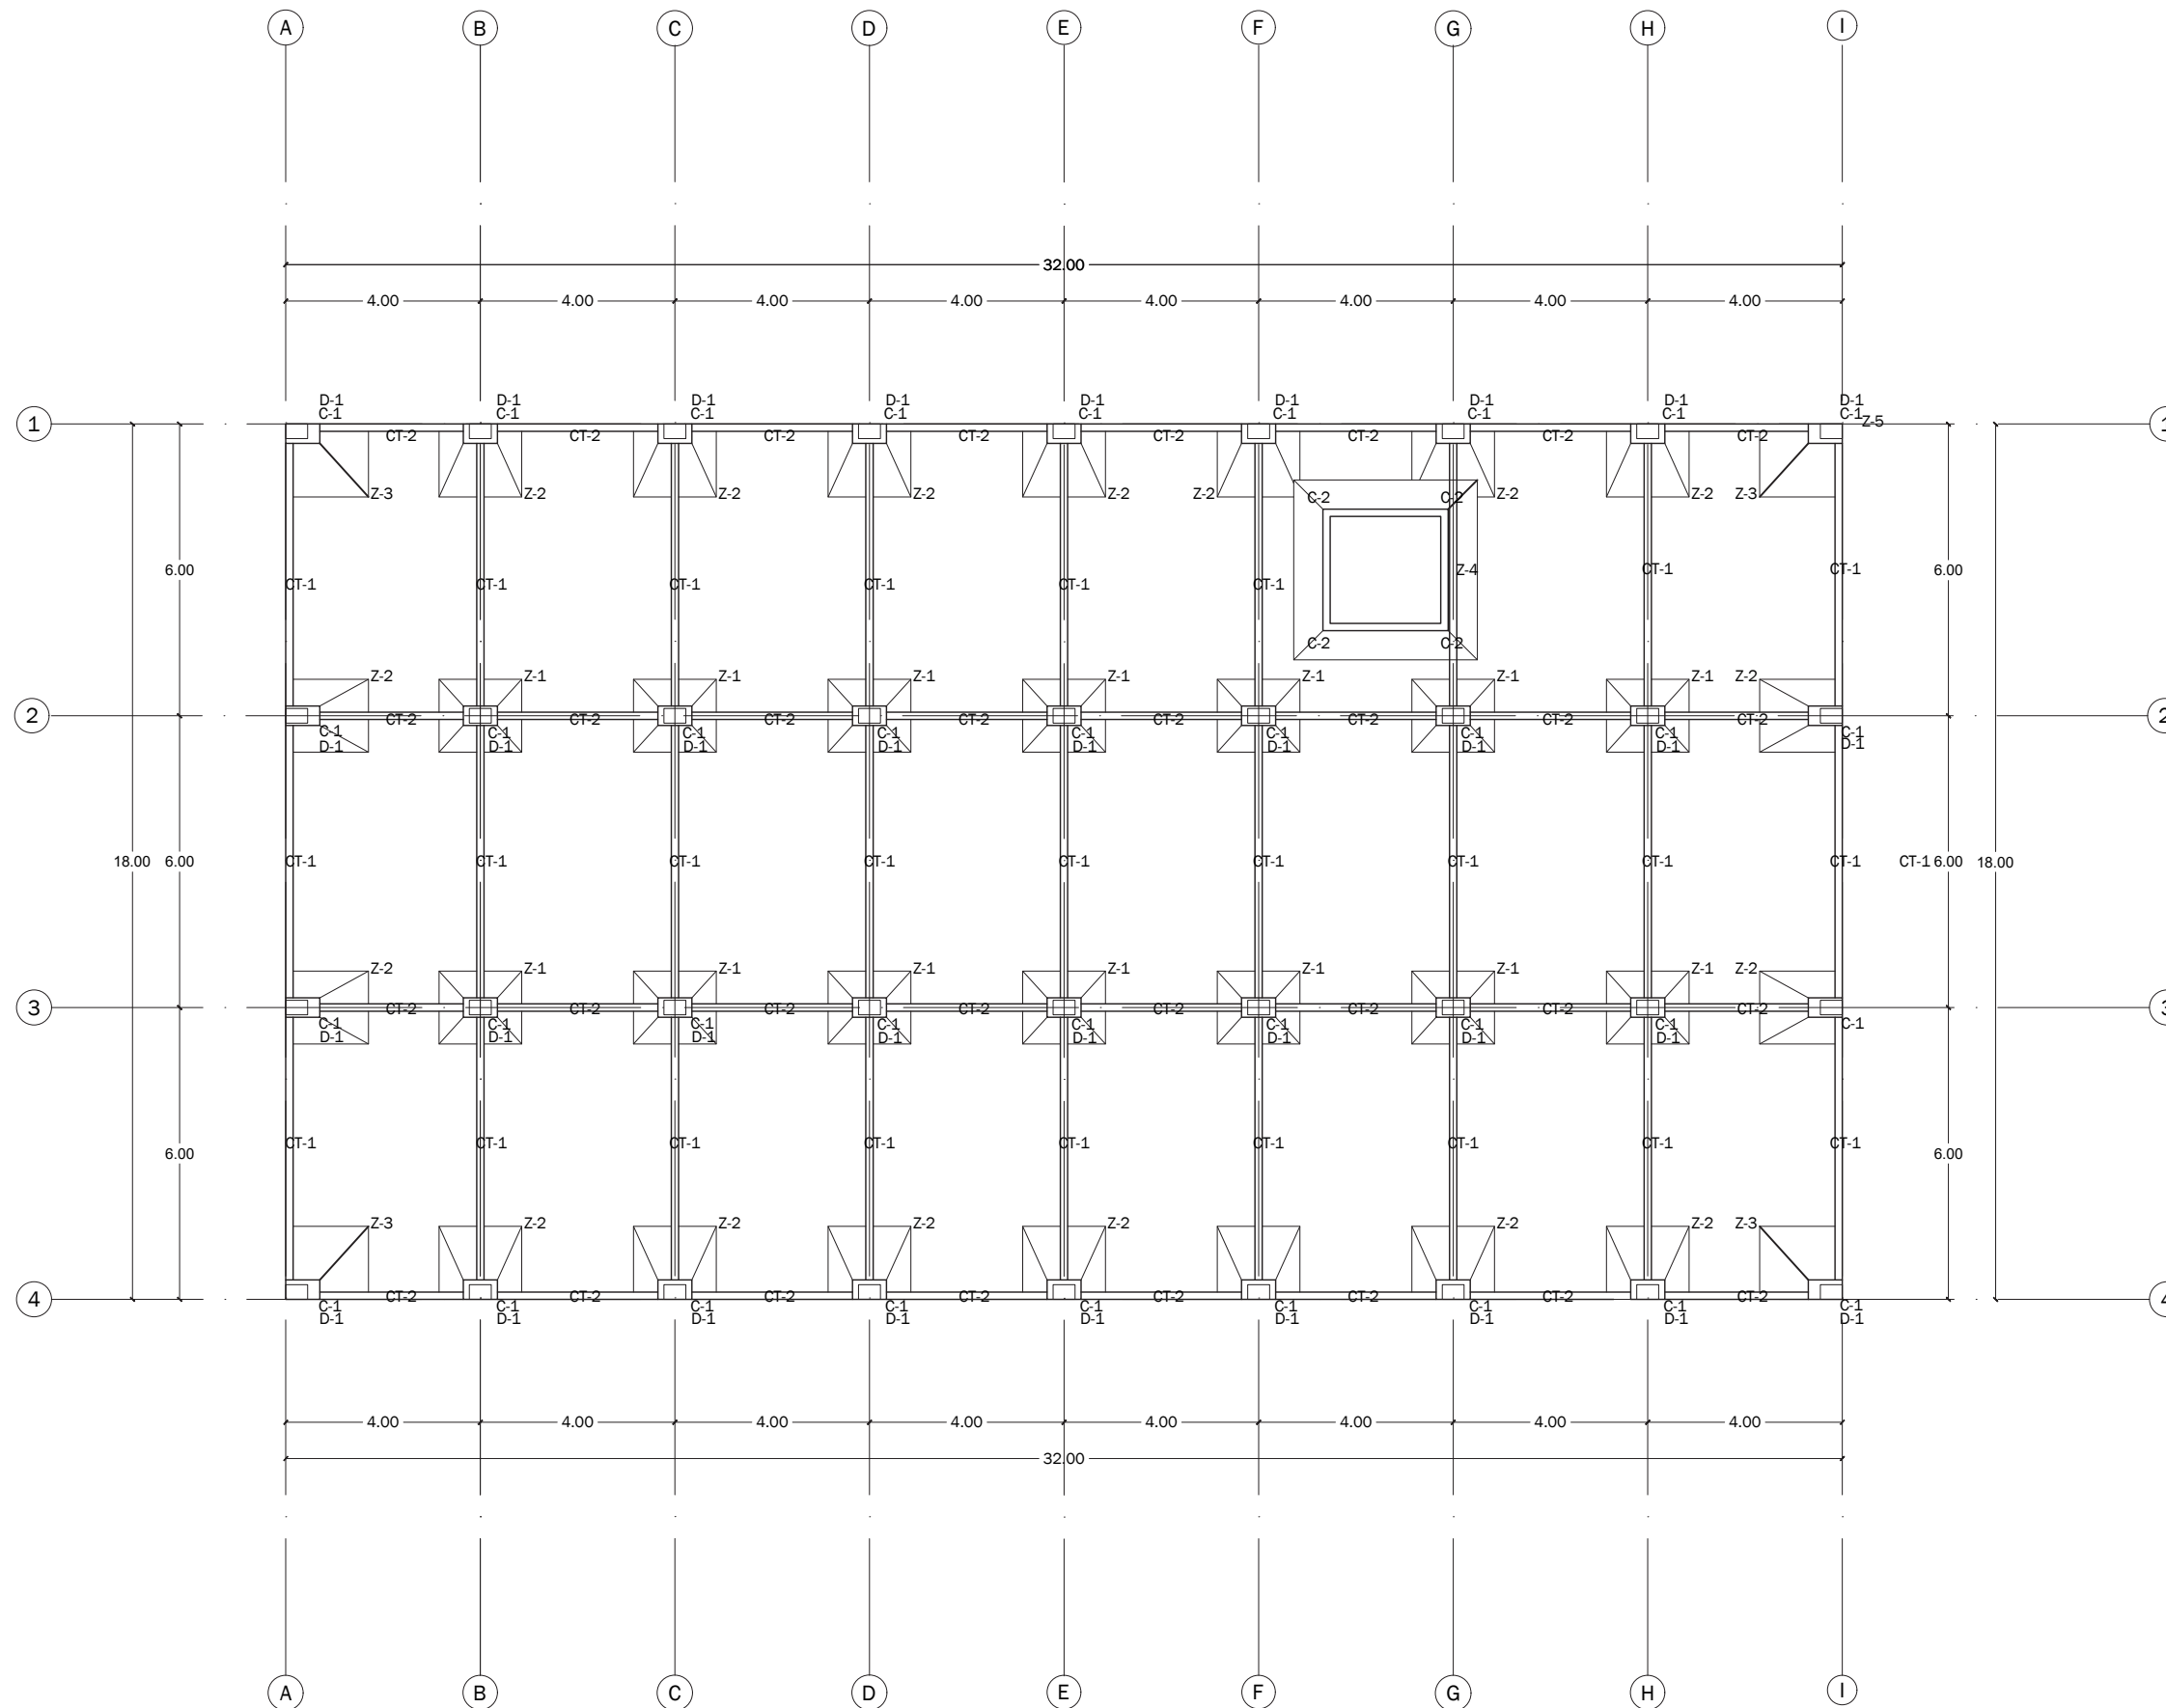 A B C D E F G H I
32.00
4.00 4.00 4.00 4.00 4.00 4.00 4.00 4.00
D-1 D-1 D-1 D-1 D-1 D-1 D-1 D-1 D-1
C-1 C-1 C-1 C-1 C-1 C-1 C-1 C-1 C-1
1 Z-5 1
CT-2 CT-2 CT-2 CT-2 CT-2 CT-2 CT-2 CT-2
Z-3 Z-2 Z-2 Z-2 Z-2 Z-2 Z-2 Z-2 Z-3
C-2 C-2
6.00 Z-4 CT-1 CT-1 6.00
CT-1 CT-1 CT-1 CT-1 CT-1 CT-1
C-2 C-2
Z-2 Z-1 Z-1 Z-1 Z-1 Z-1 Z-1 Z-1 Z-2
2 CT-2 CT-2 CT-2 CT-2 CT-2 CT-2 CT-2 CT-2 2
C-1 C-1 C-1 C-1 C-1 C-1 C-1 C-1 C-1
D-1 D-1 D-1 D-1 D-1 D-1 D-1 D-1 D-1
18.00 6.00 CT-1 CT-1 CT-1 CT-1 CT-1 CT-1 CT-1 CT-1 CT-1 CT-1 6.00 18.00
Z-2 Z-1 Z-1 Z-1 Z-1 Z-1 Z-1 Z-1 Z-2
3 CT-2 CT-2 CT-2 CT-2 CT-2 CT-2 CT-2 CT-2 3
C-1 C-1 C-1 C-1 C-1 C-1 C-1 C-1 C-1
D-1 D-1 D-1 D-1 D-1 D-1 D-1 D-1
CT-1 CT-1 CT-1 CT-1 CT-1 CT-1 CT-1 CT-1 CT-1
6.00 6.00
Z-3 Z-2 Z-2 Z-2 Z-2 Z-2 Z-2 Z-3
4 CT-2 CT-2 CT-2 CT-2 CT-2 CT-2 CT-2 CT-2 4
C-1 C-1 C-1 C-1 C-1 C-1 C-1 C-1 C-1
D-1 D-1 D-1 D-1 D-1 D-1 D-1 D-1 D-1
4.00 4.00 4.00 4.00 4.00 4.00 4.00 4.00
32.00
A B C D E F G H I